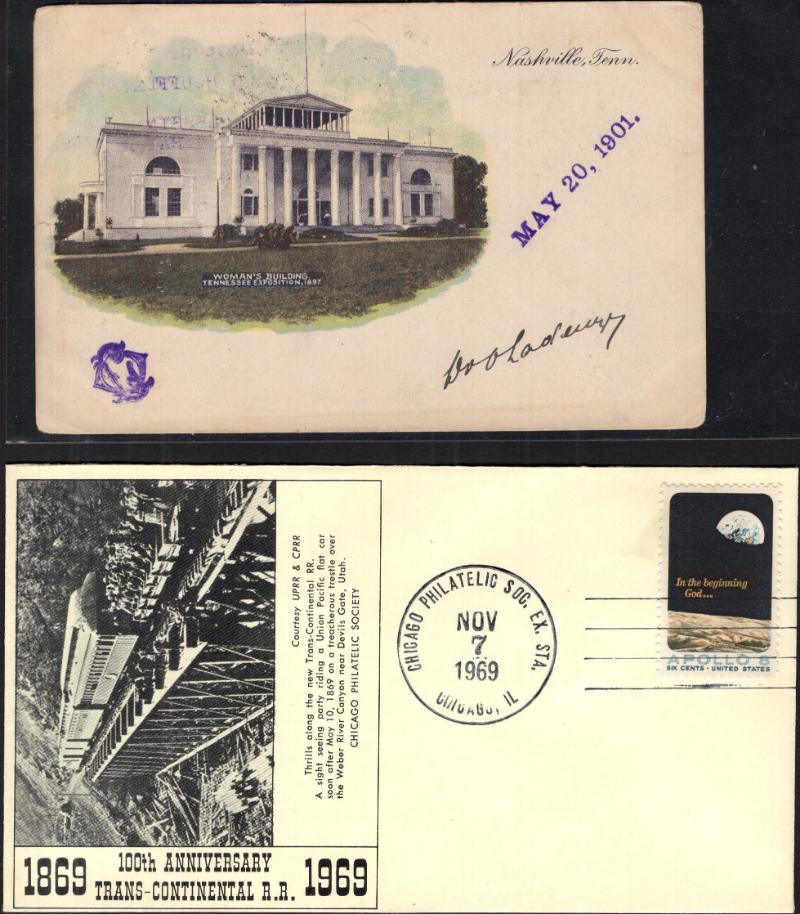 Nashville, Tenn.
MAY 20, 1901.
WOMAN'S BUILDING,
TENNESSEE EXPOSITION, 1897.
Courtesy UPRR & CPRR
Thrills along the new Trans-Continental RR.
A sight seeing party riding a Union Pacific flat car
soon after May 10, 1869 on a treacherous trestle over
the Weber River Canyon near Devils Gate, Utah.
CHICAGO PHILATELIC SOCIETY
1869 100th ANNIVERSARY 1969
TRANS-CONTINENTAL R.R.
CHICAGO PHILATELIC SOC. EX. STA.
NOV
7
1969
CHICAGO, IL
In the beginning
God...
APOLLO 8
SIX CENTS · UNITED STATES